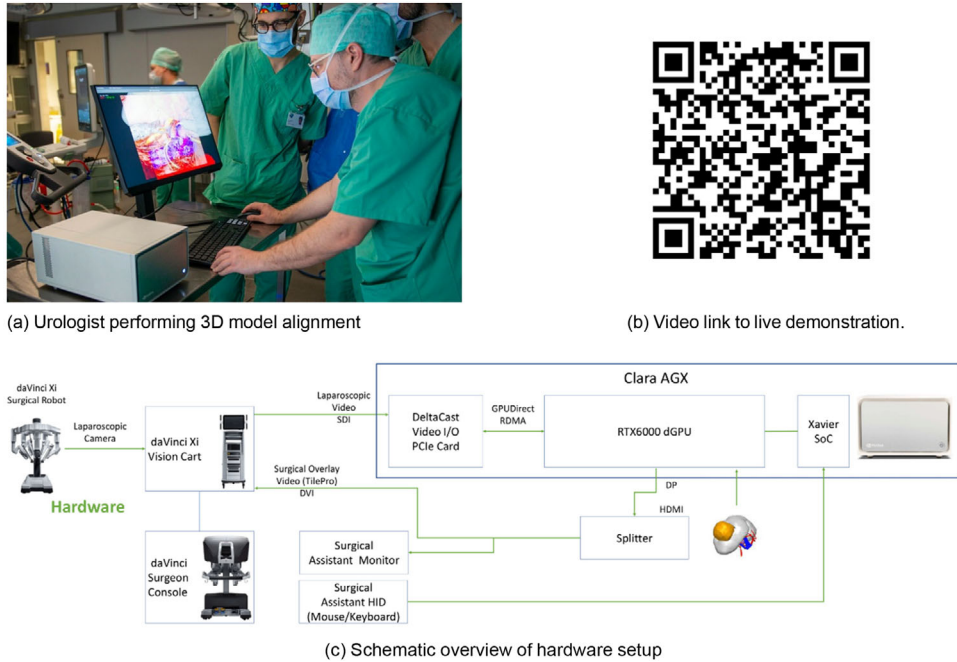 (a) Urologist performing 3D model alignment
(b) Video link to live demonstration.
daVinci Xi
Surgical Robot
Laparoscopic
Camera
Hardware
daVinci Xi
Vision Cart
Laparoscopic
Video
SDI
Surgical Overlay
Video (TilePro)
DVI
daVinci
Surgeon
Console
Clara AGX
DeltaCast
Video I/O
PCIe Card
GPUDirect
RDMA
RTX6000 dGPU
Xavier
SoC
DP
HDMI
Splitter
Surgical
Assistant Monitor
Surgical
Assistant HID
(Mouse/Keyboard)
(c) Schematic overview of hardware setup